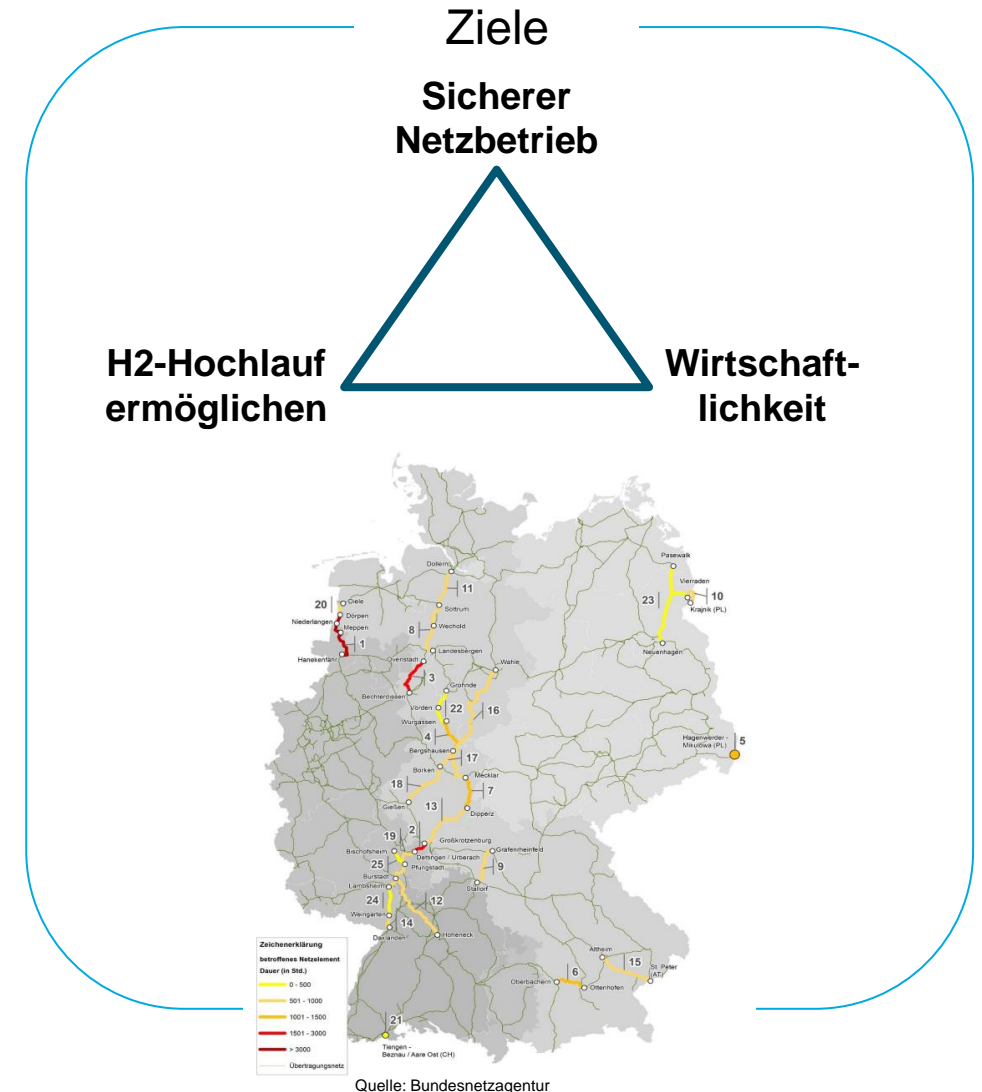 Ziele
Sicherer
Netzbetrieb
H2-Hochlauf
ermöglichen
Wirtschaft-
lichkeit
Pasewalk
Dollern
Vierraden
11
10
20
Diele
23
Krajnik (PL)
Dörpen
Sottrum
Niederlangen
Meppen
8
Wechold
1
Neuenhagen
Landesbergen
Hanekenfähr
Ovenstädt
Wahle
3
Grohnde
Bechterdissen
Vörden
22
16
Würgassen
4
Hagenwerder -
Mikulowa (PL)
5
Bergshausen
17
Borken
Mecklar
18
7
13
Gießen
Dipperz
2
19
Großkrotzenburg
Bischofsheim
Grafenrheinfeld
Dettingen / Urberach
25
Pfungstadt
9
Bürstadt
Stalldorf
Lambsheim
24
12
Weingarten
14
Daxlanden
Hoheneck
Altheim
15
St. Peter
(AT)
6
Oberbachern
Ottenhofen
21
Tiengen -
Beznau / Aare Ost (CH)
Zeichenerklärung
betroffenes Netzelement
Dauer (in Std.)
0 - 500
501 - 1000
1001 - 1500
1501 - 3000
> 3000
Übertragungsnetz
Quelle: Bundesnetzagentur